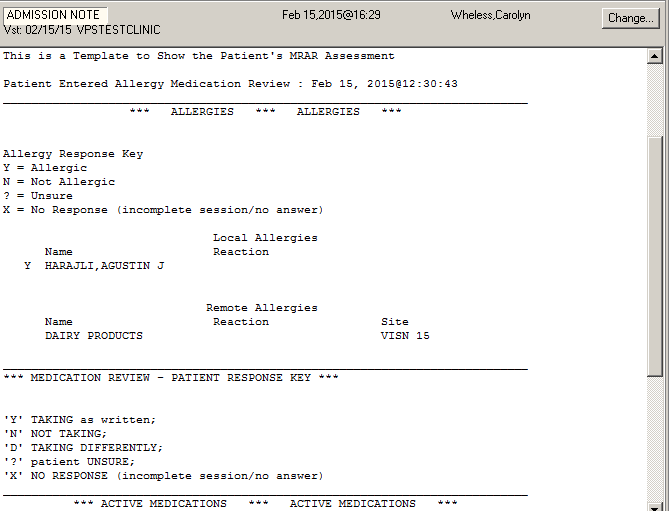 ADMISSION NOTE Feb 15,2015@16:29 Wheless,Carolyn Change...
Vst: 02/15/15 VPSTESTCLINIC
This is a Template to Show the Patient's MRAR Assessment
Patient Entered Allergy Medication Review : Feb 15, 2015@12:30:43
*** ALLERGIES *** ALLERGIES ***
Allergy Response Key
Y = Allergic
N = Not Allergic
? = Unsure
X = No Response (incomplete session/no answer)
Local Allergies
Name Reaction
Y HARAJLI,AGUSTIN J
Remote Allergies
Name Reaction Site
DAIRY PRODUCTS VISN 15
*** MEDICATION REVIEW - PATIENT RESPONSE KEY ***
'Y' TAKING as written;
'N' NOT TAKING;
'D' TAKING DIFFERENTLY;
'?' patient UNSURE;
'X' NO RESPONSE (incomplete session/no answer)
*** ACTIVE MEDICATIONS *** ACTIVE MEDICATIONS ***